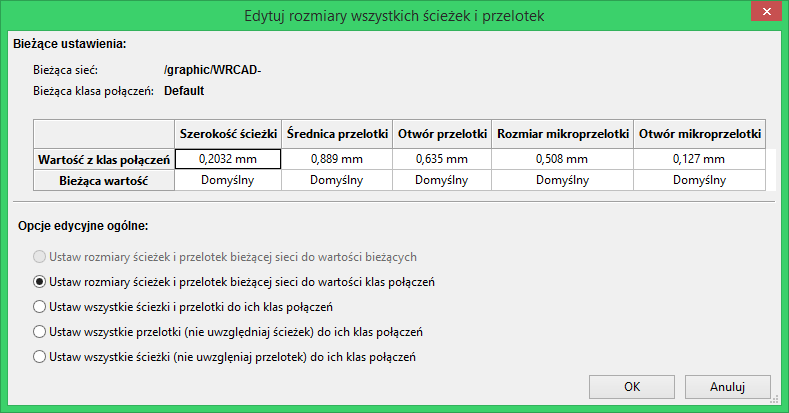 Edytuj rozmiary wszystkich ścieżek i przelotek
Bieżące ustawienia:
Bieżąca sieć: /graphic/WRCAD-
Bieżąca klasa połączeń: Default
Szerokość ścieżki Średnica przelotki Otwór przelotki Rozmiar mikroprzelotki Otwór mikroprzelotki
Wartość z klas połączeń 0,2032 mm 0,889 mm 0,635 mm 0,508 mm 0,127 mm
Bieżąca wartość Domyślny Domyślny Domyślny Domyślny Domyślny
Opcje edycyjne ogólne:
Ustaw rozmiary ścieżek i przelotek bieżącej sieci do wartości bieżących
Ustaw rozmiary ścieżek i przelotek bieżącej sieci do wartości klas połączeń
Ustaw wszystkie ściezki i przelotki do ich klas połączeń
Ustaw wszystkie przelotki (nie uwzględniaj ścieżek) do ich klas połączeń
Ustaw wszystkie ścieżki (nie uwzglęniaj przelotek) do ich klas połączeń
OK Anuluj